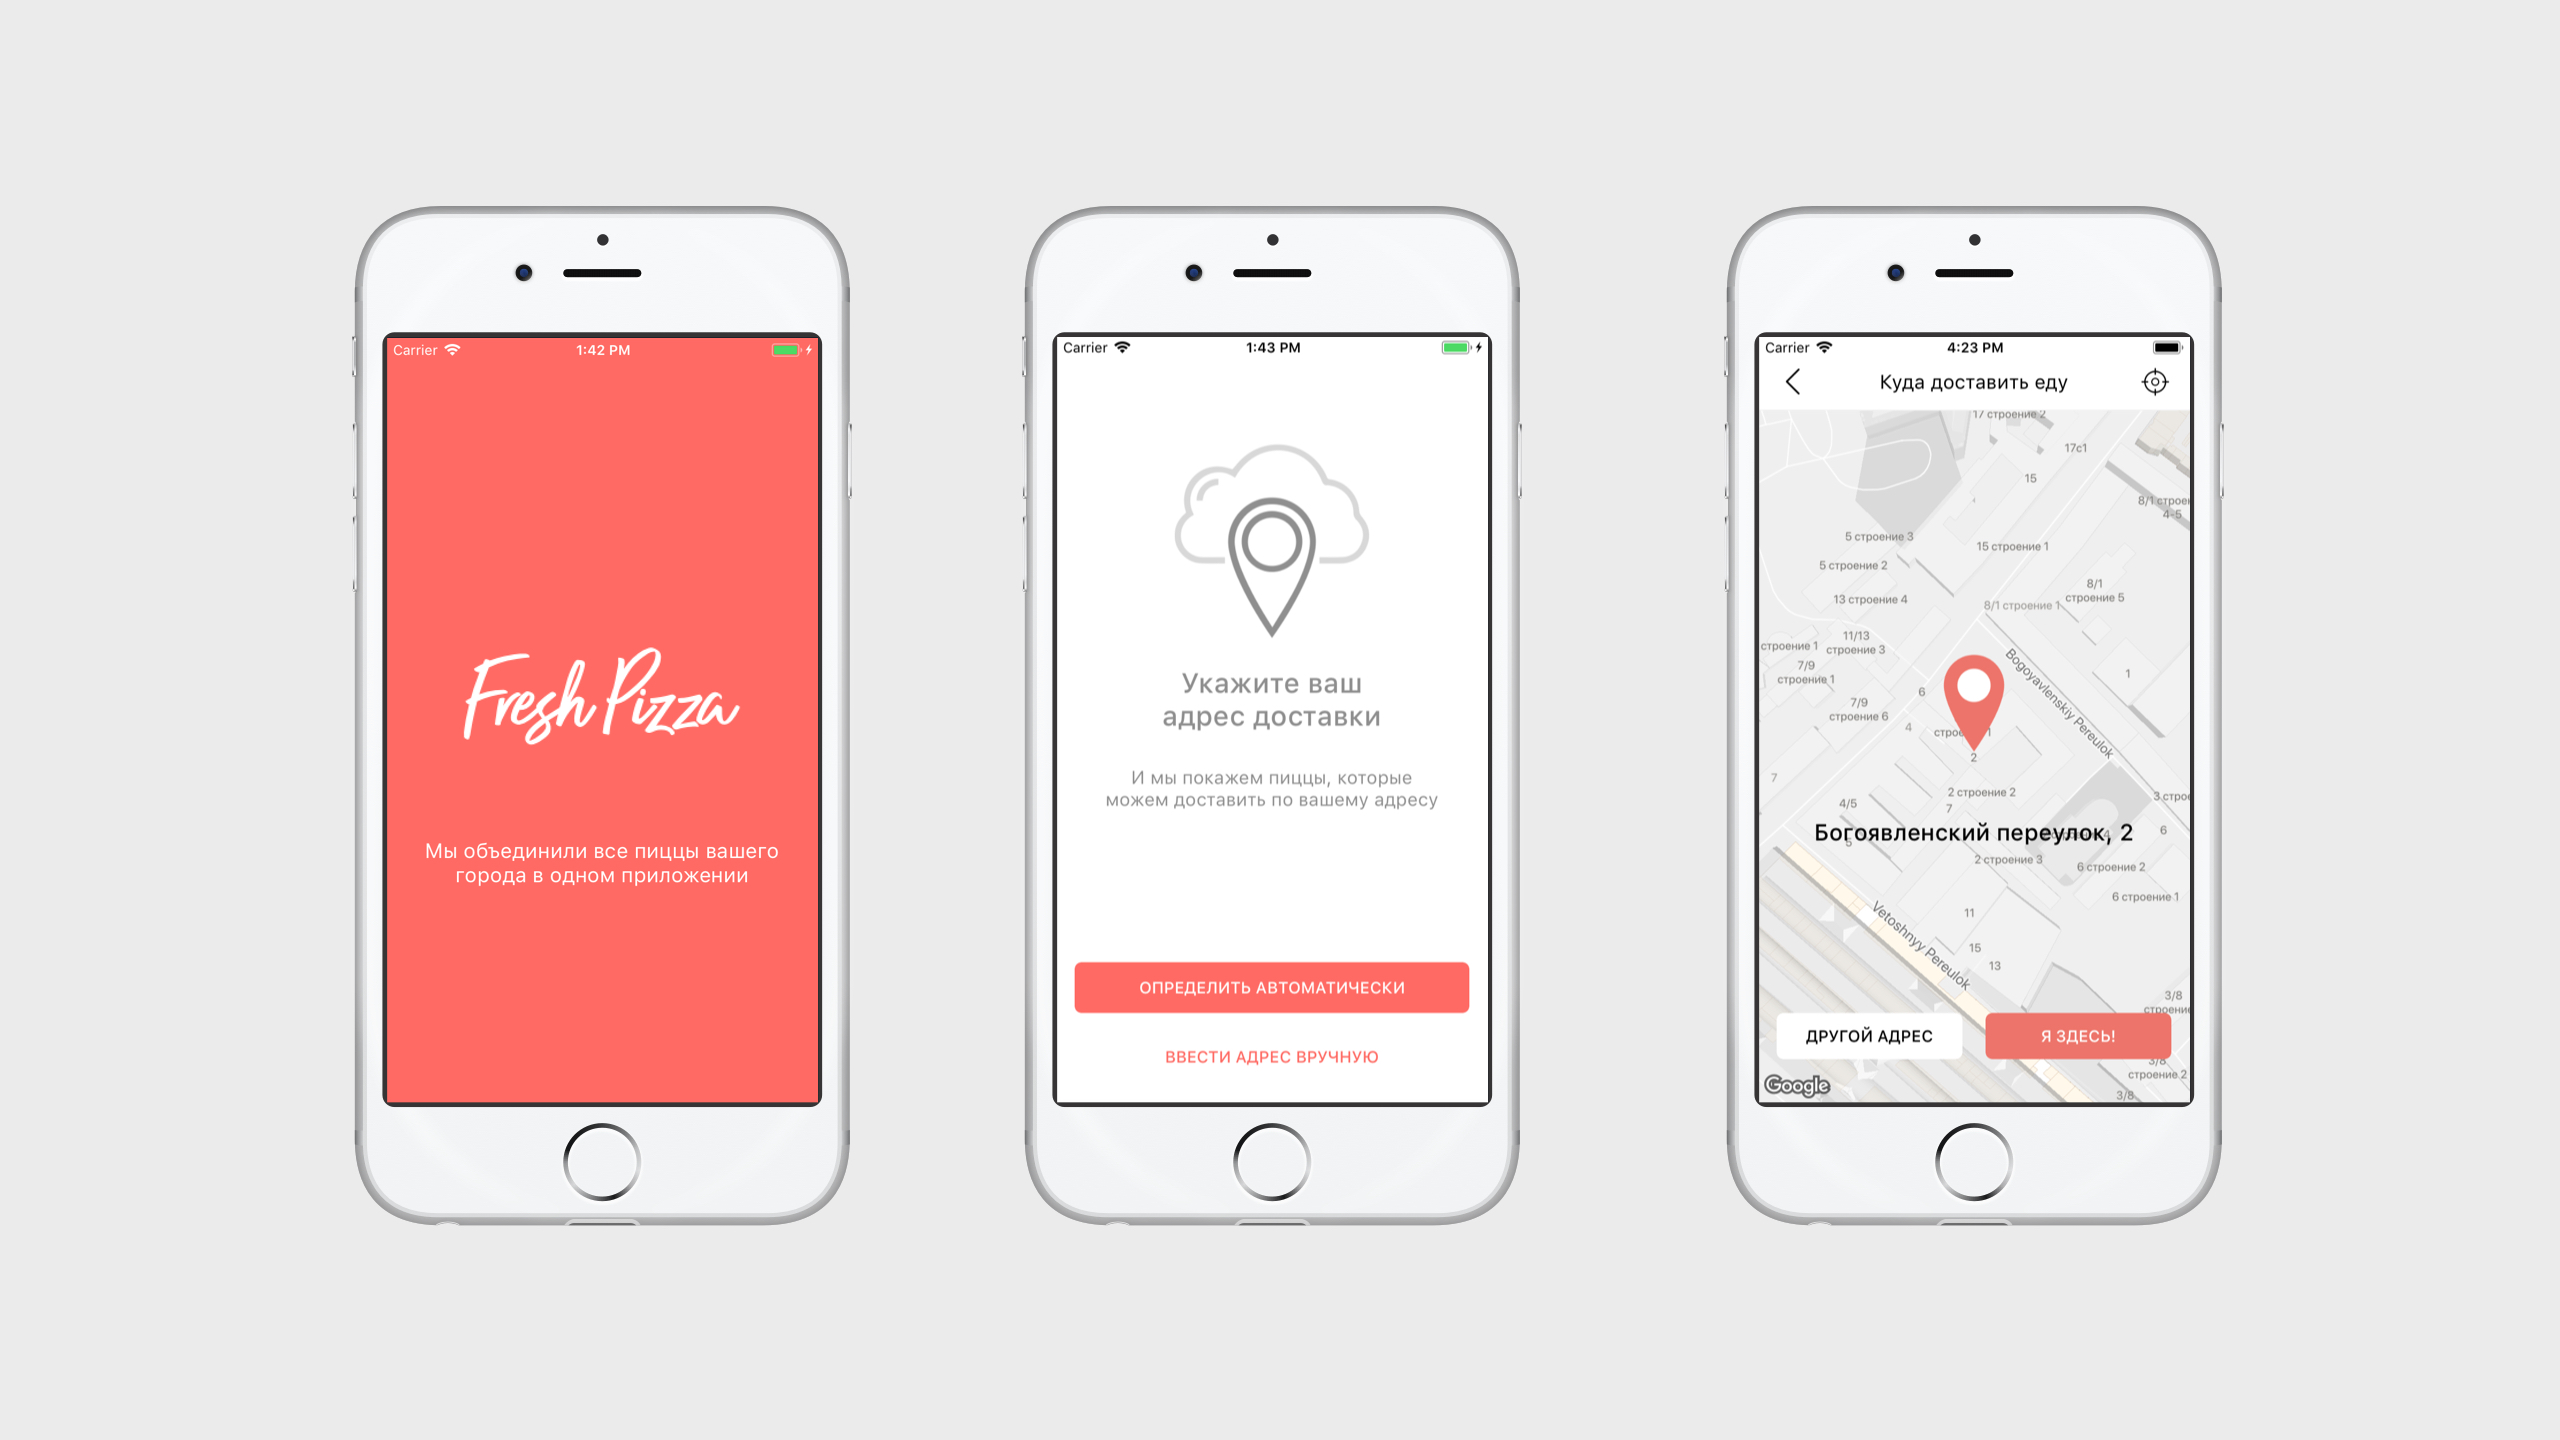 Carrier 1:42 PM
Fresh Pizza
Мы объединили все пиццы вашего
города в одном приложении
Carrier 1:43 PM
Укажите ваш
адрес доставки
И мы покажем пиццы, которые
можем доставить по вашему адресу
ОПРЕДЕЛИТЬ АВТОМАТИЧЕСКИ
ВВЕСТИ АДРЕС ВРУЧНУЮ
Carrier 4:23 PM
Куда доставить еду
17 строение 2
17с1
15
8/1
4-5
5 строение 3
15 строение 1
5 строение 2
8/1
строение 5
13 строение 4
8/1 строение 1
11/13
строение 3
строение 1
7/9
строение 1
Bogoyavlenskiy Pereulok
1
6
7/9
строение 6
4
2
7
2 строение 2
4/5
7
3
Богоявленский переулок, 2
6
5
2 строение 3
6 строение 2
6 строение 1
Vetoshnyy Pereulok
11
15
13
3/8
ДРУГОЙ АДРЕС
Я ЗДЕСЬ!
3/8
строение 2
Google
3/8